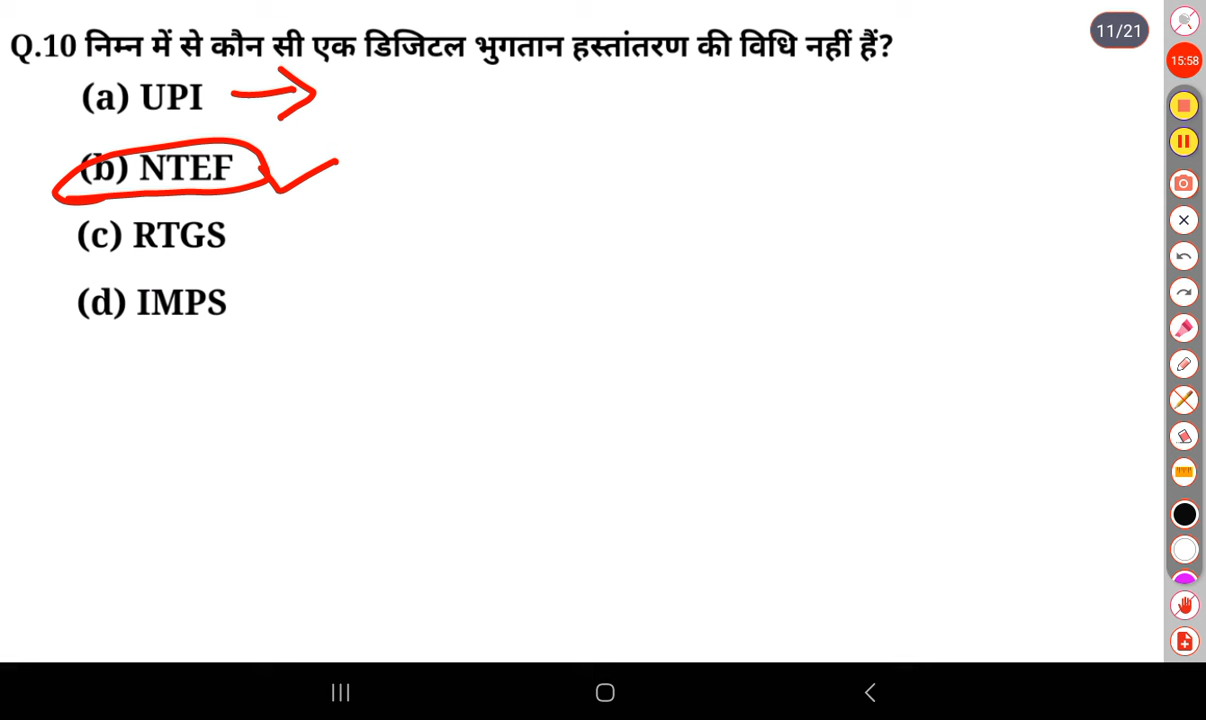 Q.10 निम्न में से कौन सी एक डिजिटल भुगतान हस्तांतरण की विधि नहीं हैं?
11/21
15:58
(a) UPI
(b) NTEF
(c) RTGS
(d) IMPS